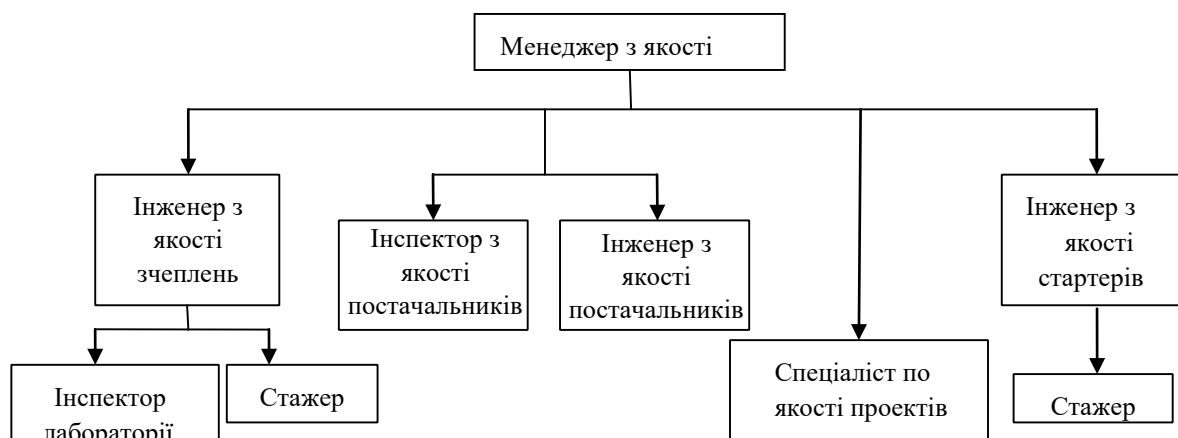 Менеджер з якості
Інженер з
якості
зчеплень
Інспектор з
якості
постачальників
Інженер з
якості
постачальників
Інженер з
якості
стартерів
Інспектор
лабораторії
Стажер
Спеціаліст по
якості проектів
Стажер